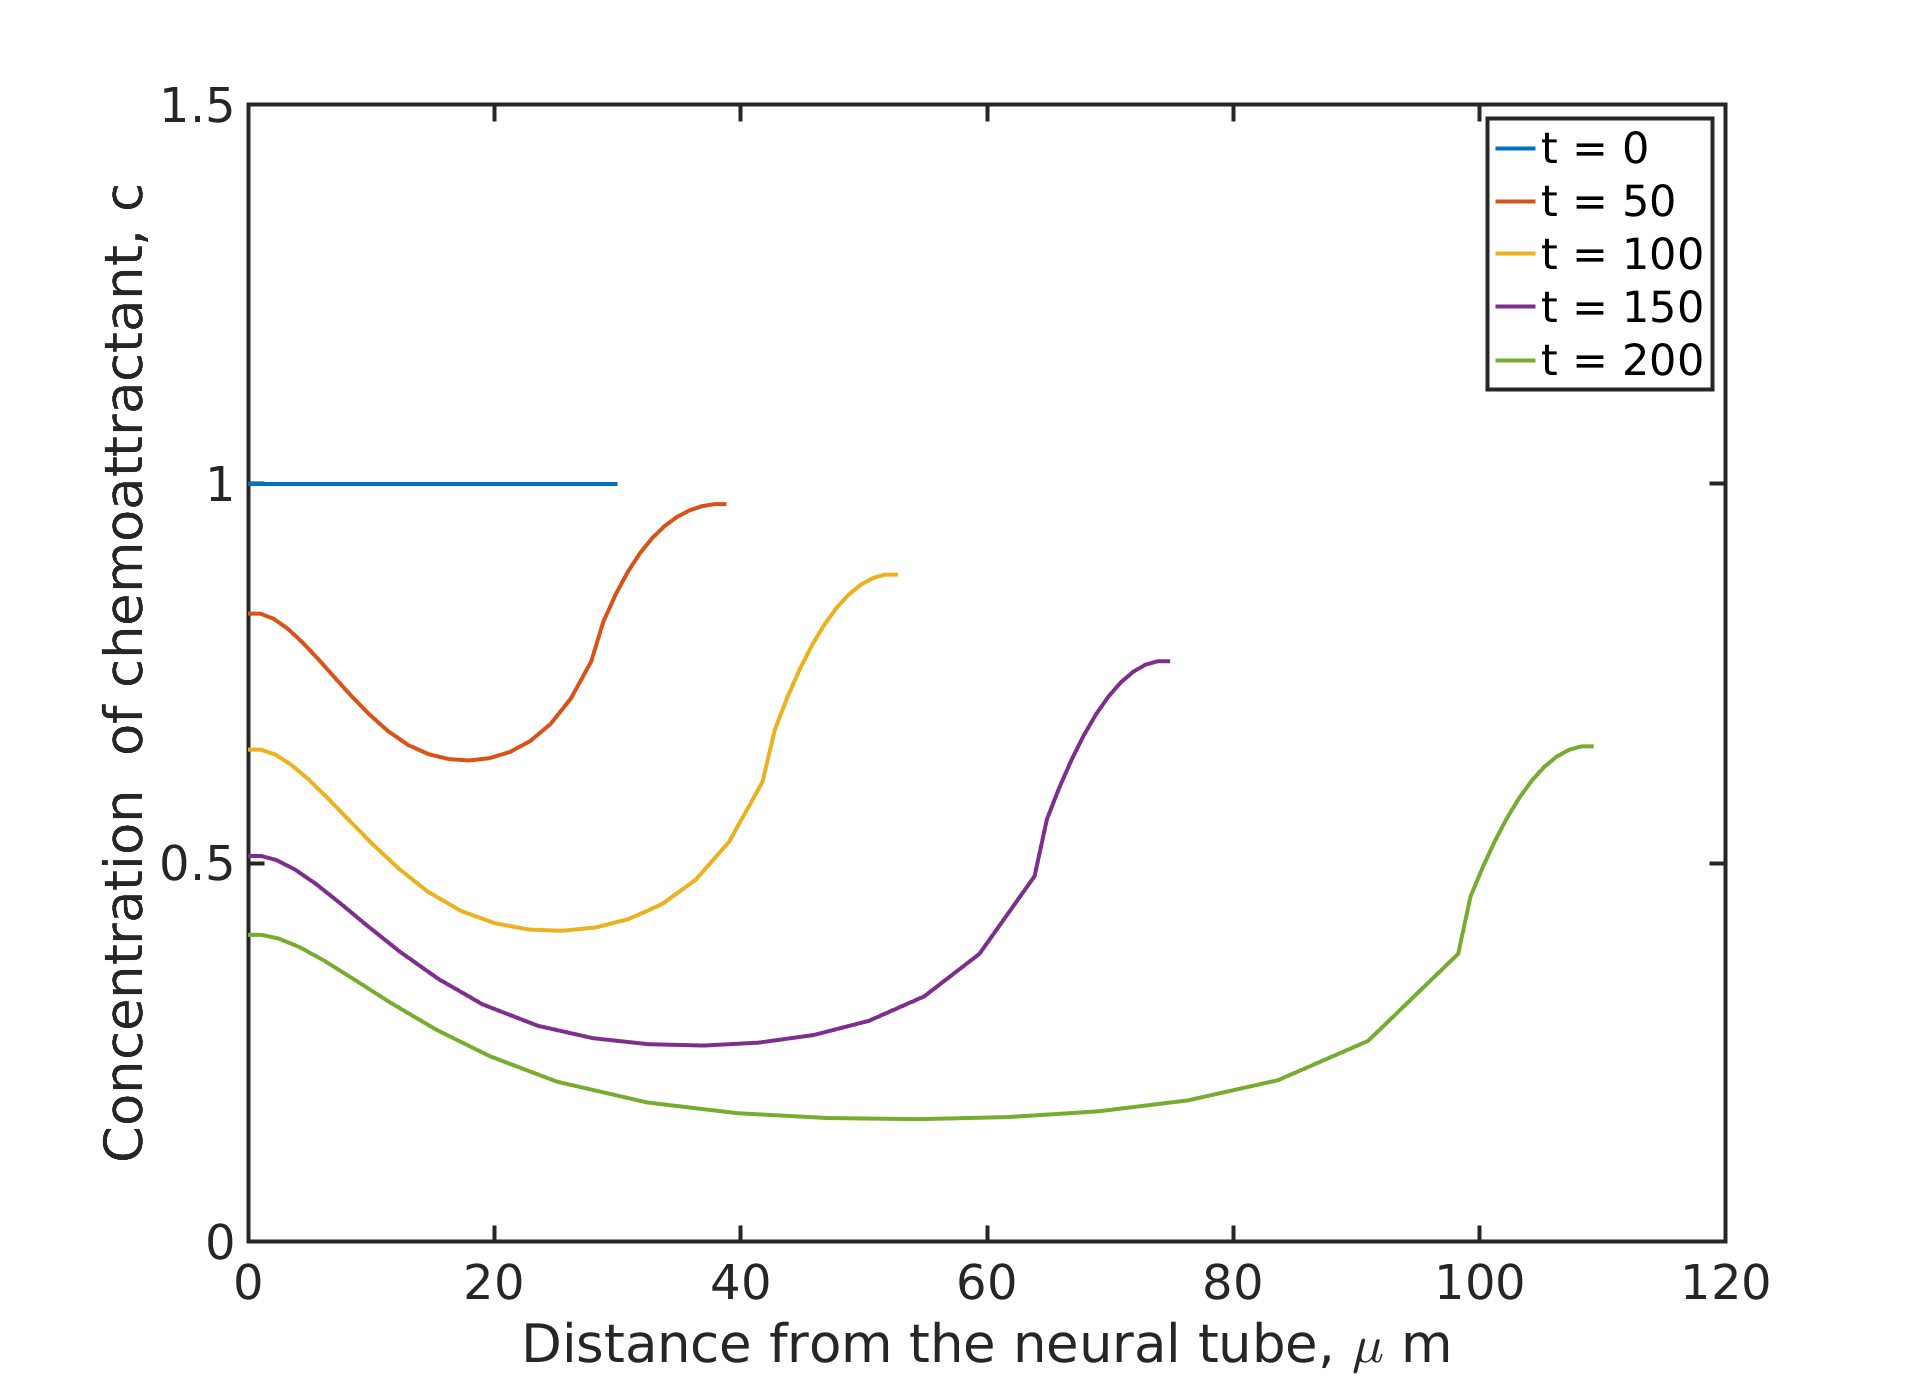 1.5
1
0.5
0
0
20
40
60
80
100
120
Concentration of chemoattractant, c
Distance from the neural tube, μ m
t = 0
t = 50
t = 100
t = 150
t = 200